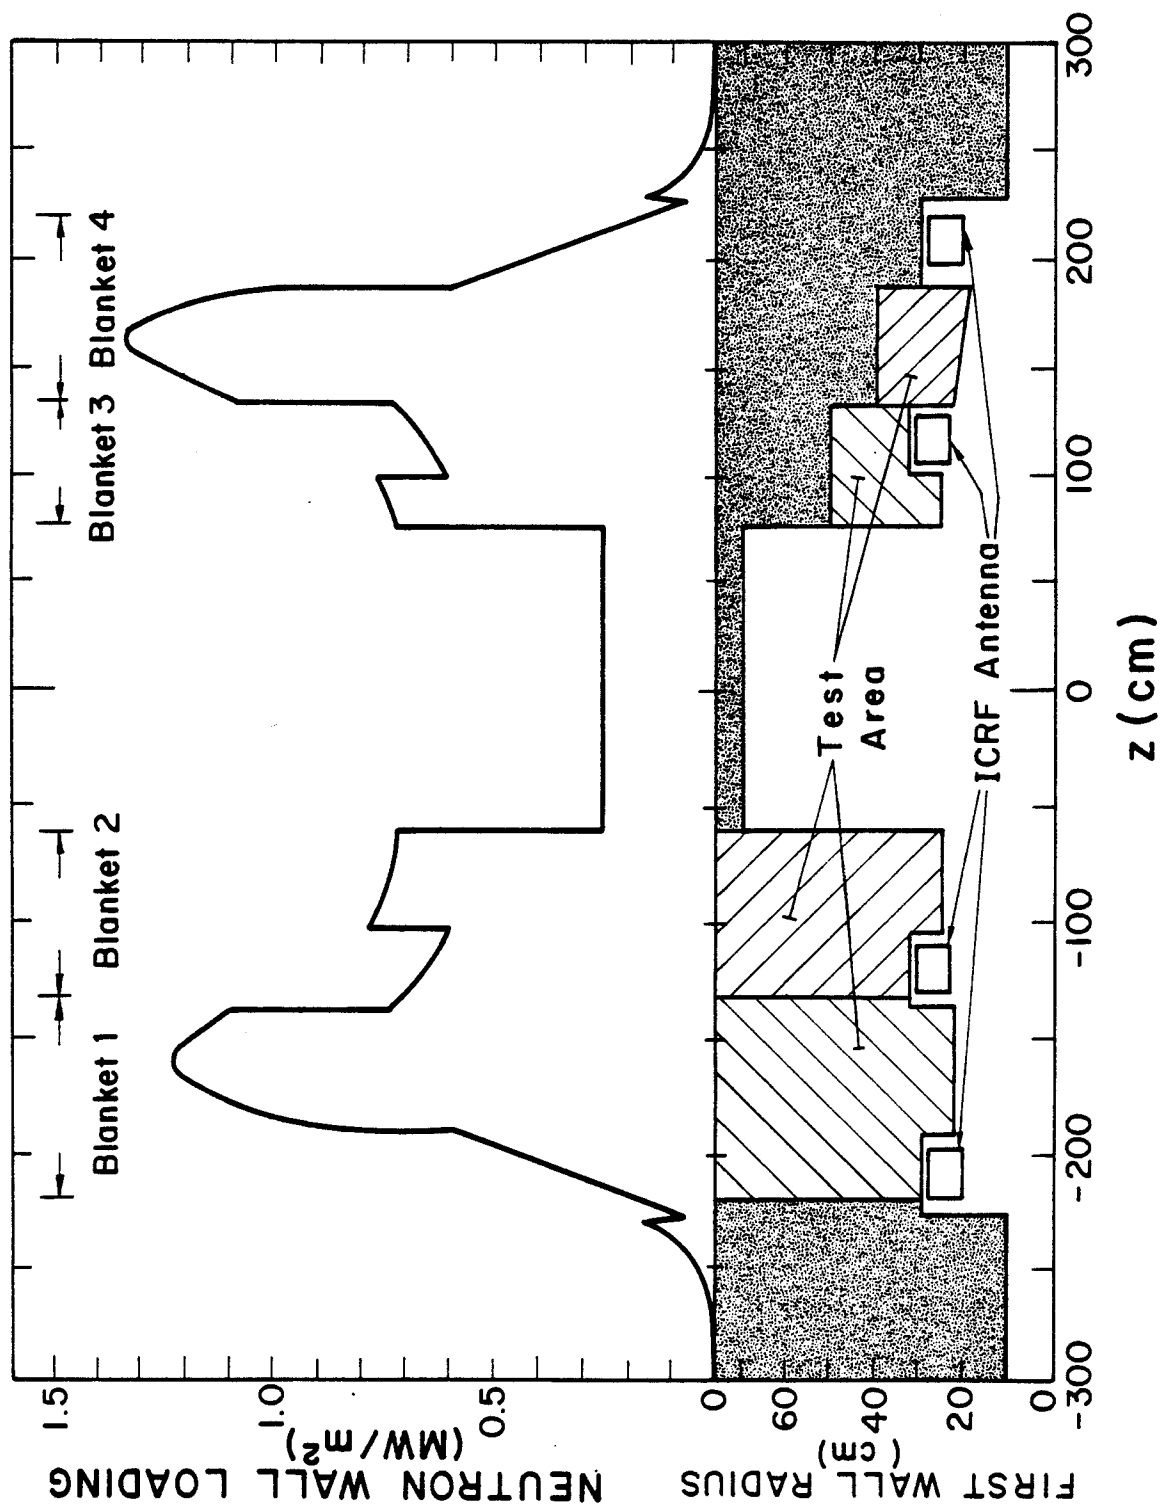 NEUTRON WALL LOADING
(MW/m²)
1.5
1.0
0.5
0
Blanket 1
Blanket 2
Blanket 3
Blanket 4
FIRST WALL RADIUS
(cm)
60
40
20
0
Test
Area
ICRF Antenna
-300
-200
-100
0
100
200
300
z (cm)